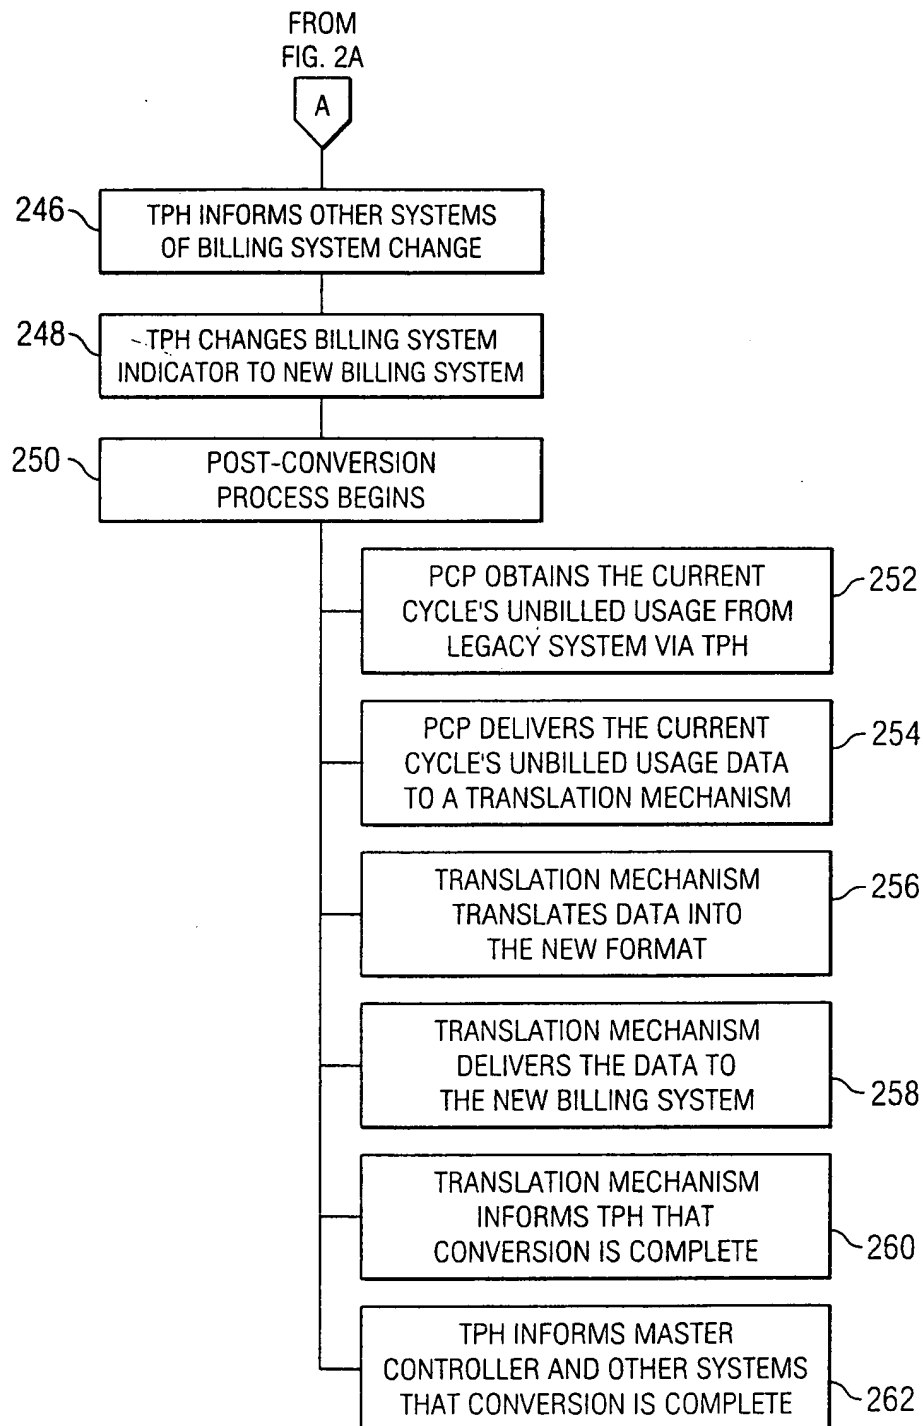 FROM
FIG. 2A
A
246
TPH INFORMS OTHER SYSTEMS
OF BILLING SYSTEM CHANGE
248
TPH CHANGES BILLING SYSTEM
INDICATOR TO NEW BILLING SYSTEM
250
POST-CONVERSION
PROCESS BEGINS
PCP OBTAINS THE CURRENT
CYCLE'S UNBILLED USAGE FROM
LEGACY SYSTEM VIA TPH
252
PCP DELIVERS THE CURRENT
CYCLE'S UNBILLED USAGE DATA
TO A TRANSLATION MECHANISM
254
TRANSLATION MECHANISM
TRANSLATES DATA INTO
THE NEW FORMAT
256
TRANSLATION MECHANISM
DELIVERS THE DATA TO
THE NEW BILLING SYSTEM
258
TRANSLATION MECHANISM
INFORMS TPH THAT
CONVERSION IS COMPLETE
260
TPH INFORMS MASTER
CONTROLLER AND OTHER SYSTEMS
THAT CONVERSION IS COMPLETE
262